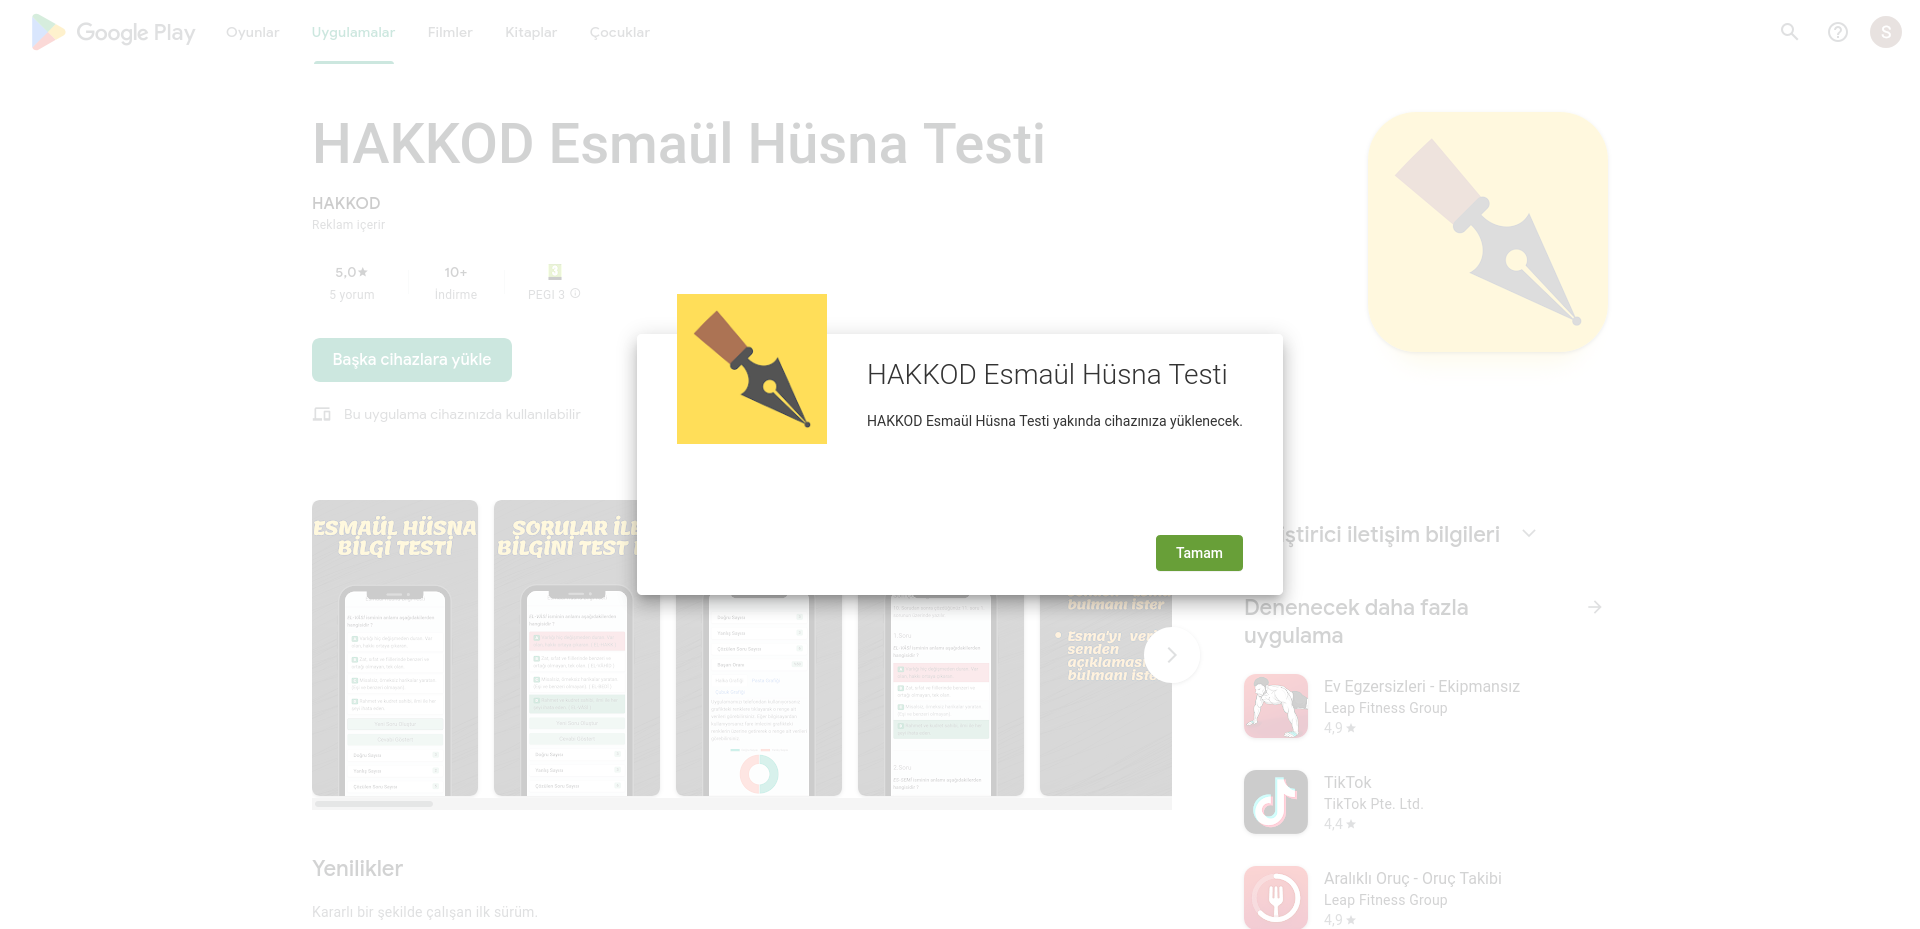 Google Play
Oyunlar
Uygulamalar
Filmler
Kitaplar
Çocuklar
S
HAKKOD Esmaül Hüsna Testi
HAKKOD
Reklam içerir
5,0★
5 yorum
10+
İndirme
3
PEGI 3
Başka cihazlara yükle
Bu uygulama cihazınızda kullanılabilir
HAKKOD Esmaül Hüsna Testi
HAKKOD Esmaül Hüsna Testi yakında cihazınıza yüklenecek.
Tamam
ESMAÜL HÜSNA
BİLGİ TESTİ
SORULAR İLE
BİLGİNİ TEST
bulmanı ister
Esma'yı
senden
açıklaması
bulmanı ister
ştirici iletişim bilgileri
Denenecek daha fazla
uygulama
Ev Egzersizleri - Ekipmansız
Leap Fitness Group
4,9★
TikTok
TikTok Pte. Ltd.
4,4★
Aralıklı Oruç - Oruç Takibi
Leap Fitness Group
4,9★
Yenilikler
Kararlı bir şekilde çalışan ilk sürüm.